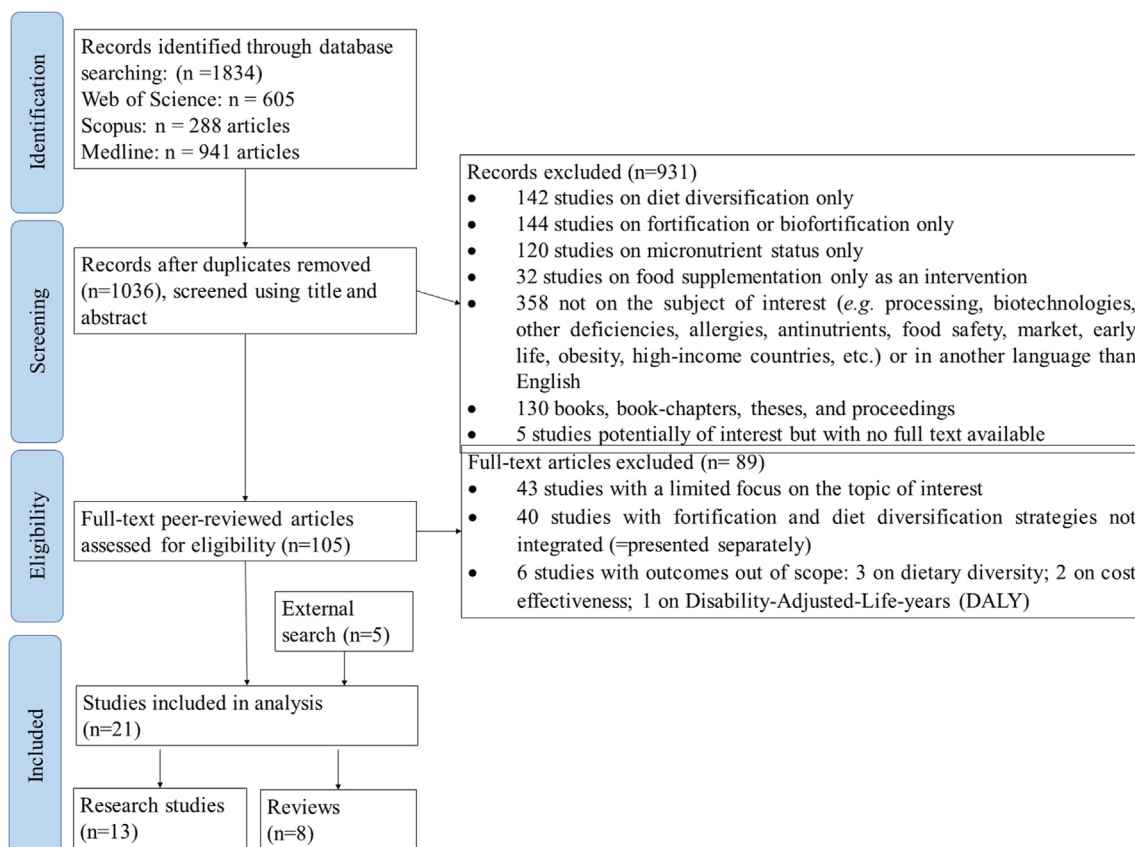 Identification
Records identified through database
searching: (n =1834)
Web of Science: n = 605
Scopus: n = 288 articles
Medline: n = 941 articles
Screening
Records after duplicates removed
(n=1036), screened using title and
abstract
Records excluded (n=931)
• 142 studies on diet diversification only
• 144 studies on fortification or biofortification only
• 120 studies on micronutrient status only
• 32 studies on food supplementation only as an intervention
• 358 not on the subject of interest (e.g. processing, biotechnologies,
other deficiencies, allergies, antinutrients, food safety, market, early
life, obesity, high-income countries, etc.) or in another language than
English
• 130 books, book-chapters, theses, and proceedings
• 5 studies potentially of interest but with no full text available
Eligibility
Full-text peer-reviewed articles
assessed for eligibility (n=105)
Full-text articles excluded (n= 89)
• 43 studies with a limited focus on the topic of interest
• 40 studies with fortification and diet diversification strategies not
integrated (=presented separately)
• 6 studies with outcomes out of scope: 3 on dietary diversity; 2 on cost
effectiveness; 1 on Disability-Adjusted-Life-years (DALY)
External
search (n=5)
Included
Studies included in analysis
(n=21)
Research studies
(n=13)
Reviews
(n=8)